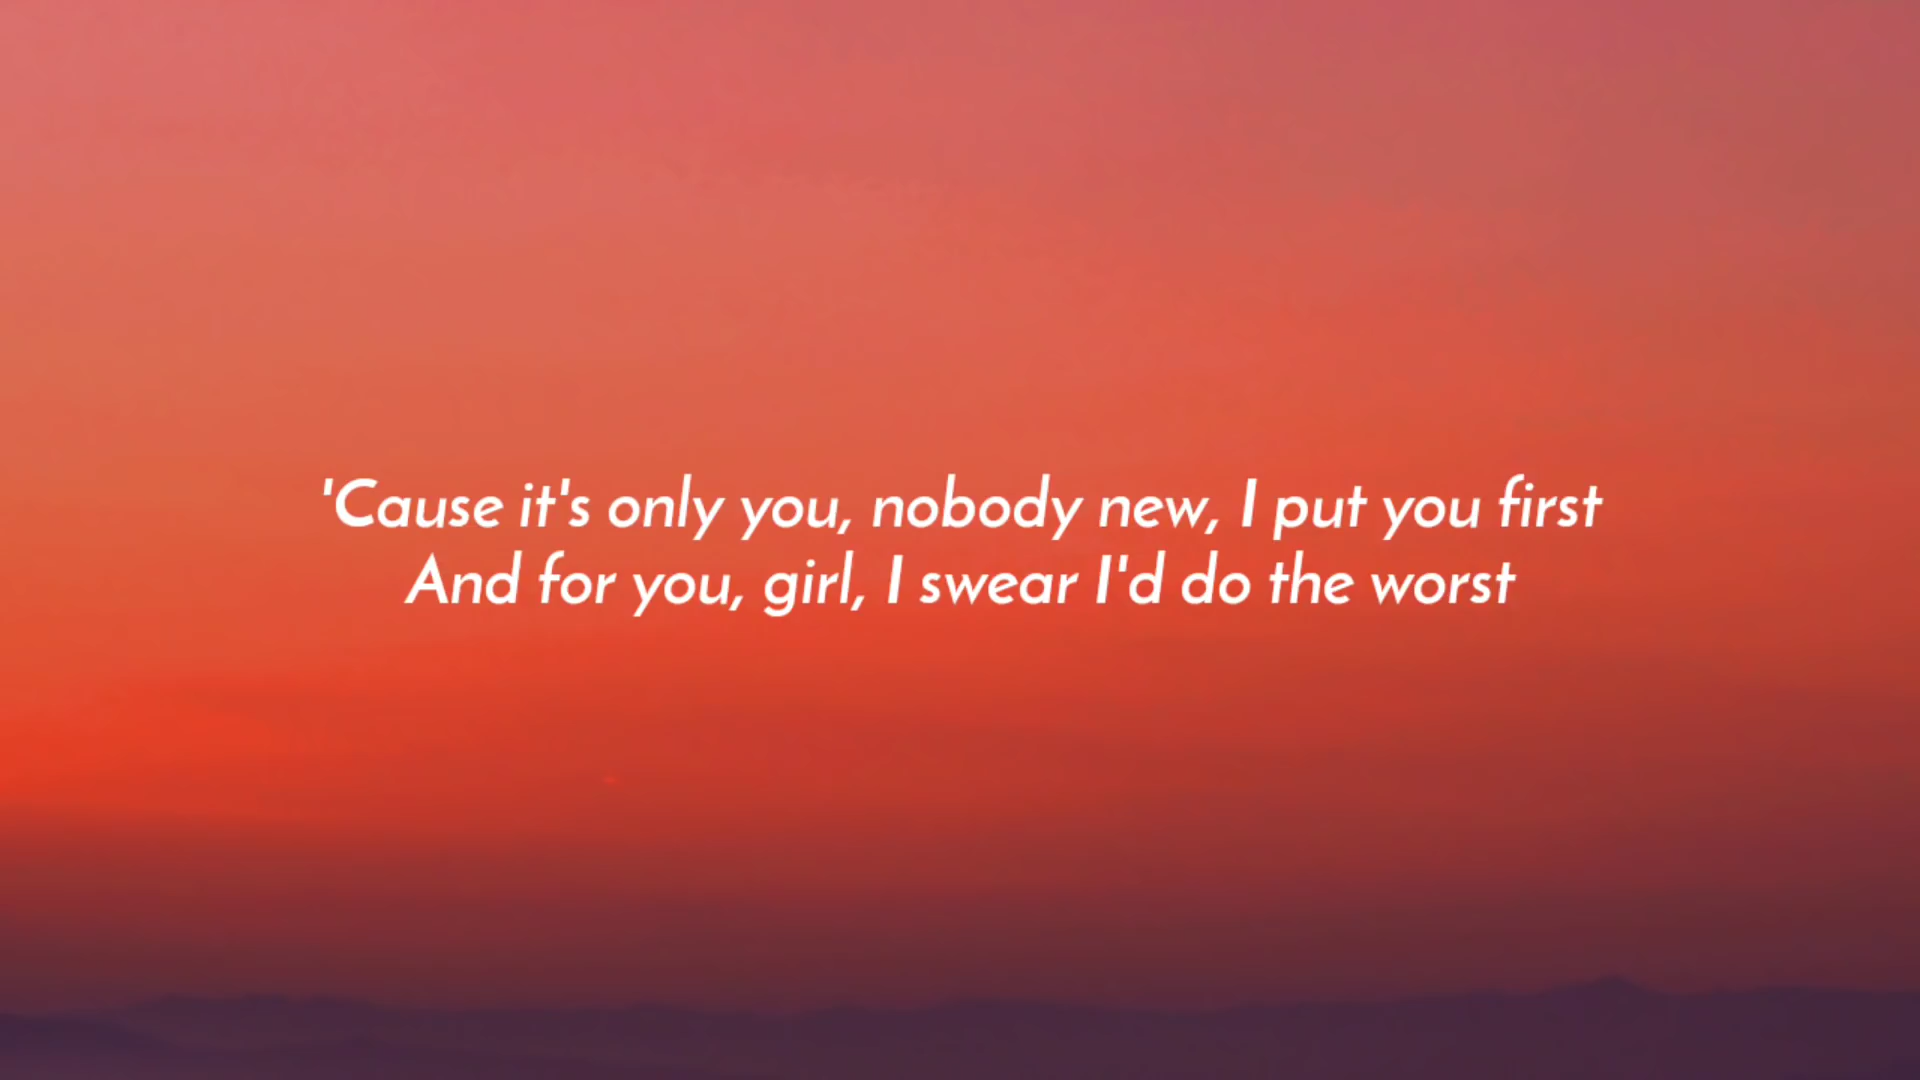 'Cause it's only you, nobody new, I put you first
And for you, girl, I swear I'd do the worst